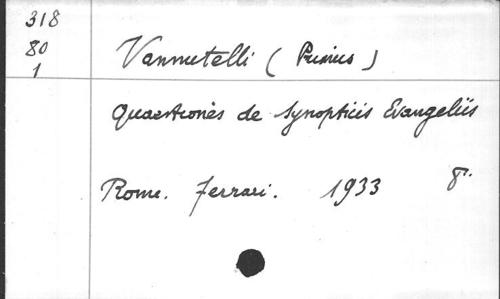 318
80
1
Vannutelli (Primus)
Quaestiones de Synopticis Evangeliis
Rome. Ferrari. 1933 8°.